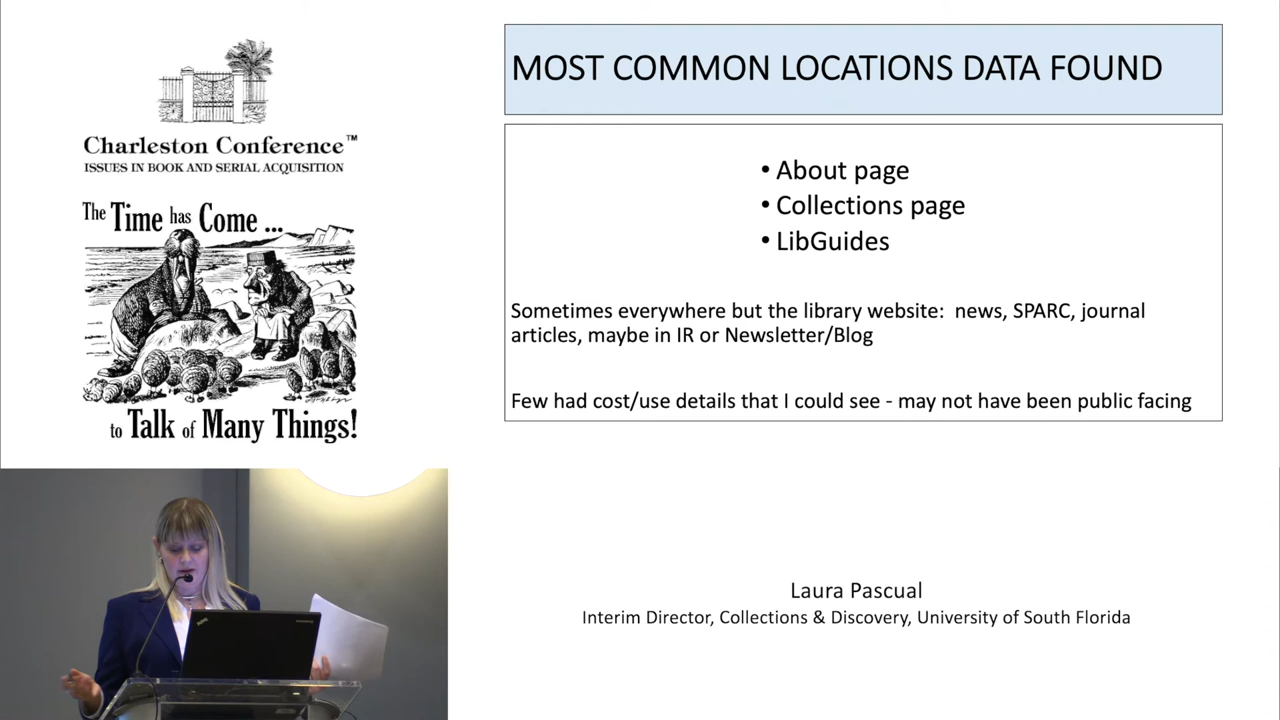 Charleston Conference™
ISSUES IN BOOK AND SERIAL ACQUISITION
The Time has Come ...
to Talk of Many Things!
MOST COMMON LOCATIONS DATA FOUND
• About page
• Collections page
• LibGuides
Sometimes everywhere but the library website: news, SPARC, journal
articles, maybe in IR or Newsletter/Blog
Few had cost/use details that I could see - may not have been public facing
Laura Pascual
Interim Director, Collections & Discovery, University of South Florida